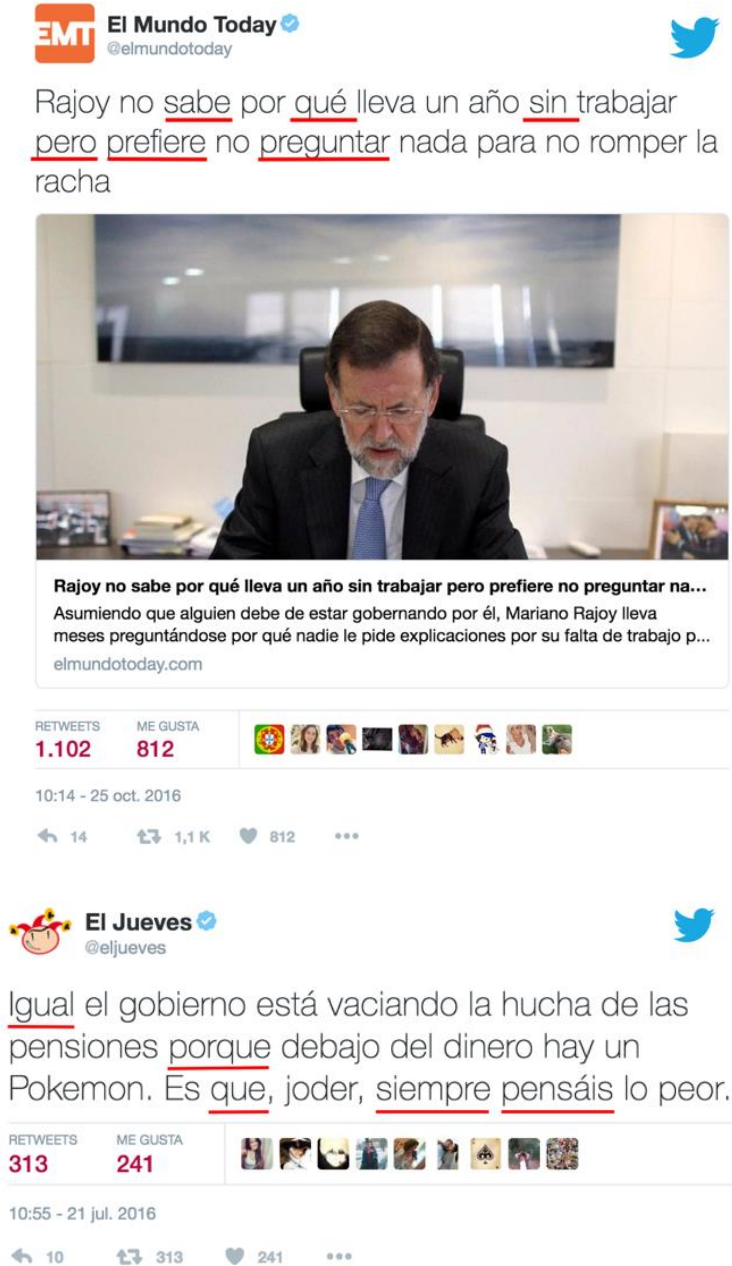 EMT El Mundo Today
@elmundotoday
Rajoy no sabe por qué lleva un año sin trabajar
pero prefiere no preguntar nada para no romper la
racha
Rajoy no sabe por qué lleva un año sin trabajar pero prefiere no preguntar na...
Asumiendo que alguien debe de estar gobernando por él, Mariano Rajoy lleva
meses preguntándose por qué nadie le pide explicaciones por su falta de trabajo p...
elmundotoday.com
RETWEETS ME GUSTA
1.102 812
10:14 - 25 oct. 2016
14 1,1 K 812 •••
El Jueves
@eljueves
Igual el gobierno está vaciando la hucha de las
pensiones porque debajo del dinero hay un
Pokemon. Es que, joder, siempre pensáis lo peor.
RETWEETS ME GUSTA
313 241
10:55 - 21 jul. 2016
10 313 241 •••